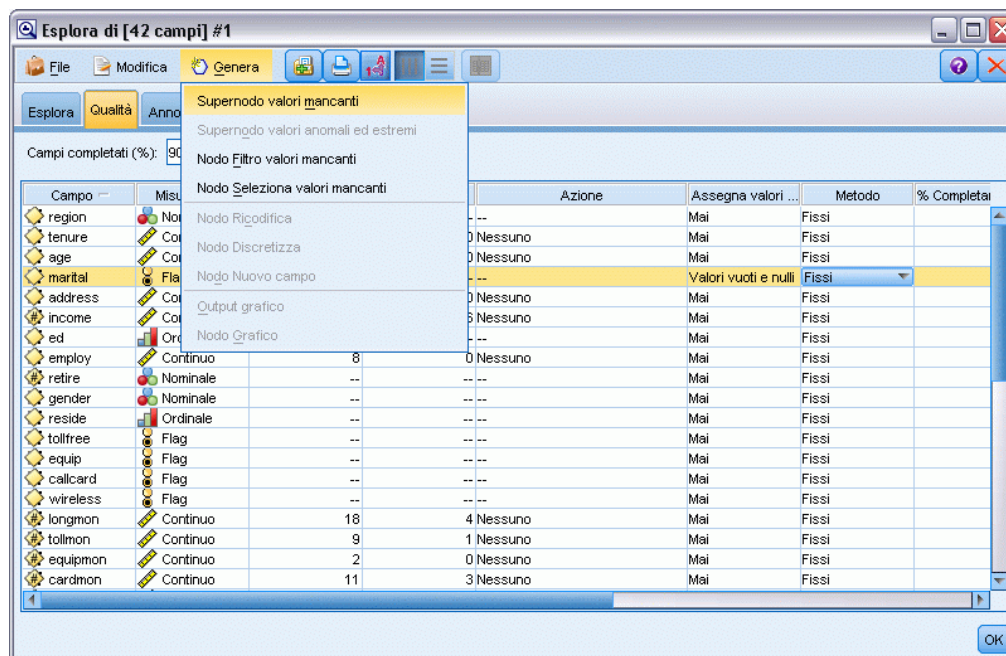 Esplora di [42 campi] #1
File Modifica Genera
Esplora Qualità Anno
Supernodo valori mancanti
Supernodo valori anomali ed estremi
Nodo Filtro valori mancanti
Nodo Seleziona valori mancanti
Nodo Ricodifica
Nodo Discretizza
Nodo Nuovo campo
Output grafico
Nodo Grafico
Campi completati (%): 90
Campo Misu Azione Assegna valori ... Metodo % Completa
region Nor -- -- Mai Fissi
tenure Co 0 Nessuno Mai Fissi
age Co 0 Nessuno Mai Fissi
marital Fla -- -- Valori vuoti e nulli Fissi
address Co 0 Nessuno Mai Fissi
income Co 6 Nessuno Mai Fissi
ed Ord -- -- Mai Fissi
employ Continuo 8 0 Nessuno Mai Fissi
retire Nominale -- -- -- Mai Fissi
gender Nominale -- -- -- Mai Fissi
reside Ordinale -- -- -- Mai Fissi
tollfree Flag -- -- -- Mai Fissi
equip Flag -- -- -- Mai Fissi
callcard Flag -- -- -- Mai Fissi
wireless Flag -- -- -- Mai Fissi
longmon Continuo 18 4 Nessuno Mai Fissi
tollmon Continuo 9 1 Nessuno Mai Fissi
equipmon Continuo 2 0 Nessuno Mai Fissi
cardmon Continuo 11 3 Nessuno Mai Fissi
OK